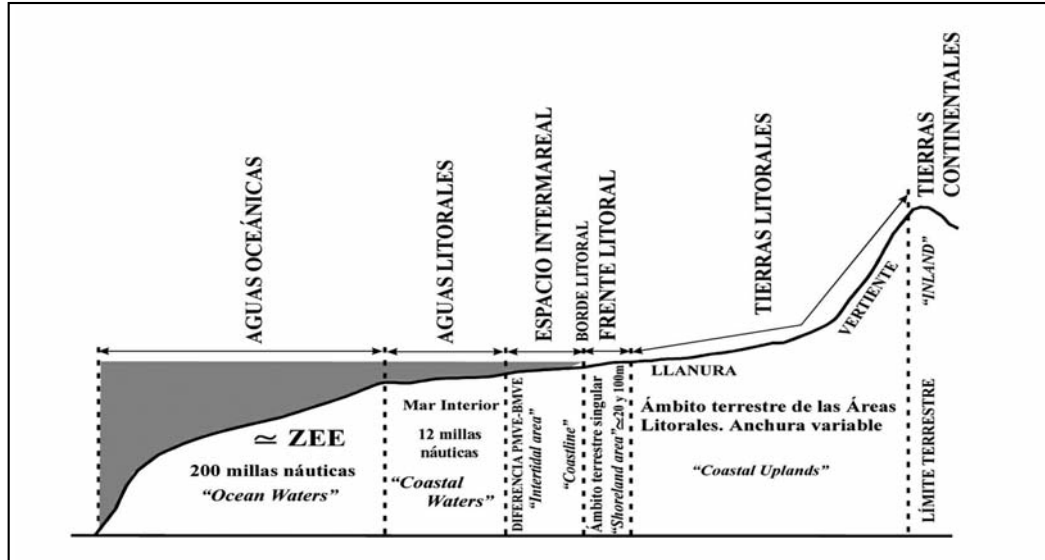 AGUAS OCEÁNICAS
AGUAS LITORALES
ESPACIO INTERMAREAL
BORDE LITORAL
FRENTE LITORAL
TIERRAS LITORALES
TIERRAS
CONTINENTALES
≃ ZEE
200 millas náuticas
“Ocean Waters”
Mar Interior
12 millas
náuticas
“Coastal
Waters”
DIFERENCIA PMVE-BMVE
“Intertidal area”
“Coastline”
Ámbito terrestre singular
“Shoreland area”≃20 y 100m
LLANURA
VERTIENTE
Ámbito terrestre de las Áreas
Litorales. Anchura variable
“Coastal Uplands”
“INLAND”
LÍMITE TERRESTRE